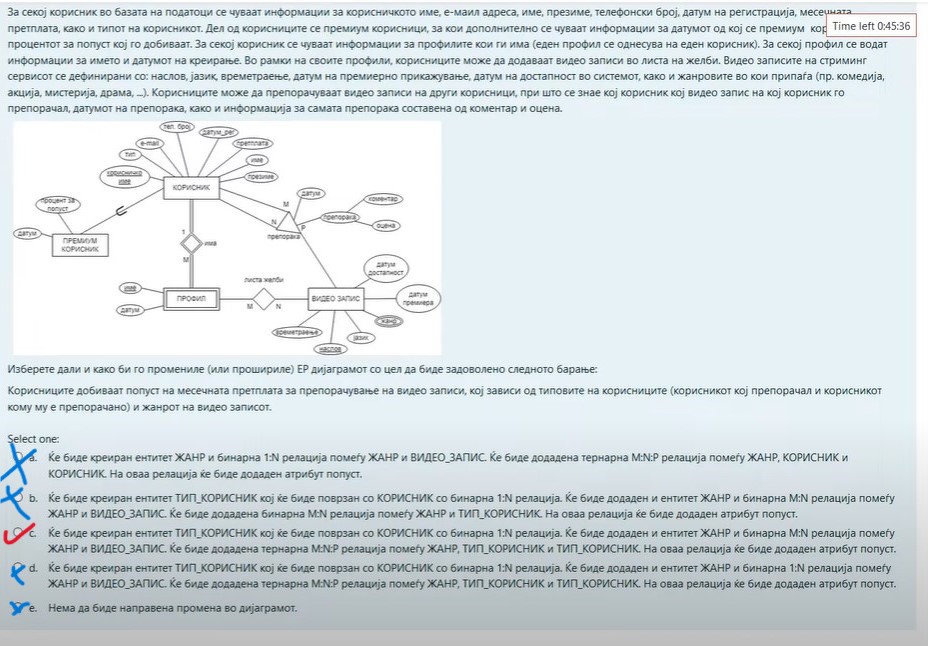 За секој корисник во базата на податоци се чуваат информации за корисничкото име, е-маил адреса, име, презиме, телефонски број, датум на регистрација, месечната
претплата, како и типот на корисникот. Дел од корисниците се премиум корисници, за кои дополнително се чуваат информации за датумот од кој се премиум кор
Time left 0:45:36
процентот за попуст кој го добиваат. За секој корисник се чуваат информации за профилите кои ги има (еден профил се однесува на еден корисник). За секој профил се водат
информации за името и датумот на креирање. Во рамки на своите профили, корисниците може да додаваат видео записи во листа на желби. Видео записите на стриминг
сервисот се дефинирани со: наслов, јазик, времетраење, датум на премиерно прикажување, датум на достапност во системот, како и жанровите во кои припаѓа (пр. комедија,
акција, мистерија, драма, ...). Корисниците може да препорачуваат видео записи на други корисници, при што се знае кој корисник кој видео запис на кој корисник го
препорачал, датумот на препорака, како и информација за самата препорака составена од коментар и оцена.
тел. број
датум_рег
e-mail
претплата
тип
име
корисничко
име
презиме
КОРИСНИК
процент за
попуст
датум
ПРЕМИУМ
КОРИСНИК
M
датум
коментар
N
препорака
P
оцена
препорака
1
има
M
датум
достапност
листа желби
име
ПРОФИЛ
M
N
ВИДЕО ЗАПИС
датум
премиера
датум
жанр
времетраење
јазик
наслов
Изберете дали и како би го промениле (или прошириле) ЕР дијаграмот со цел да биде задоволено следното барање:
Корисниците добиваат попуст на месечната претплата за препорачување на видео записи, кој зависи од типовите на корисниците (корисникот кој препорачал и корисникот
кому му е препорачано) и жанрот на видео записот.
Select one:
a. Ќе биде креиран ентитет ЖАНР и бинарна 1:N релација помеѓу ЖАНР и ВИДЕО_ЗАПИС. Ќе биде додадена тернарна M:N:P релација помеѓу ЖАНР, КОРИСНИК и
КОРИСНИК. На оваа релација ќе биде додаден атрибут попуст.
b. Ќе биде креиран ентитет ТИП_КОРИСНИК кој ќе биде поврзан со КОРИСНИК со бинарна 1:N релација. Ќе биде додаден и ентитет ЖАНР и бинарна M:N релација помеѓу
ЖАНР и ВИДЕО_ЗАПИС. Ќе биде додадена бинарна M:N релација помеѓу ЖАНР и ТИП_КОРИСНИК. На оваа релација ќе биде додаден атрибут попуст.
c. Ќе биде креиран ентитет ТИП_КОРИСНИК кој ќе биде поврзан со КОРИСНИК со бинарна 1:N релација. Ќе биде додаден и ентитет ЖАНР и бинарна M:N релација помеѓу
ЖАНР и ВИДЕО_ЗАПИС. Ќе биде додадена тернарна M:N:P релација помеѓу ЖАНР, ТИП_КОРИСНИК и ТИП_КОРИСНИК. На оваа релација ќе биде додаден атрибут попуст.
d. Ќе биде креиран ентитет ТИП_КОРИСНИК кој ќе биде поврзан со КОРИСНИК со бинарна 1:N релација. Ќе биде додаден и ентитет ЖАНР и бинарна 1:N релација помеѓу
ЖАНР и ВИДЕО_ЗАПИС. Ќе биде додадена тернарна M:N:P релација помеѓу ЖАНР, ТИП_КОРИСНИК и ТИП_КОРИСНИК. На оваа релација ќе биде додаден атрибут попуст.
e. Нема да биде направена промена во дијаграмот.